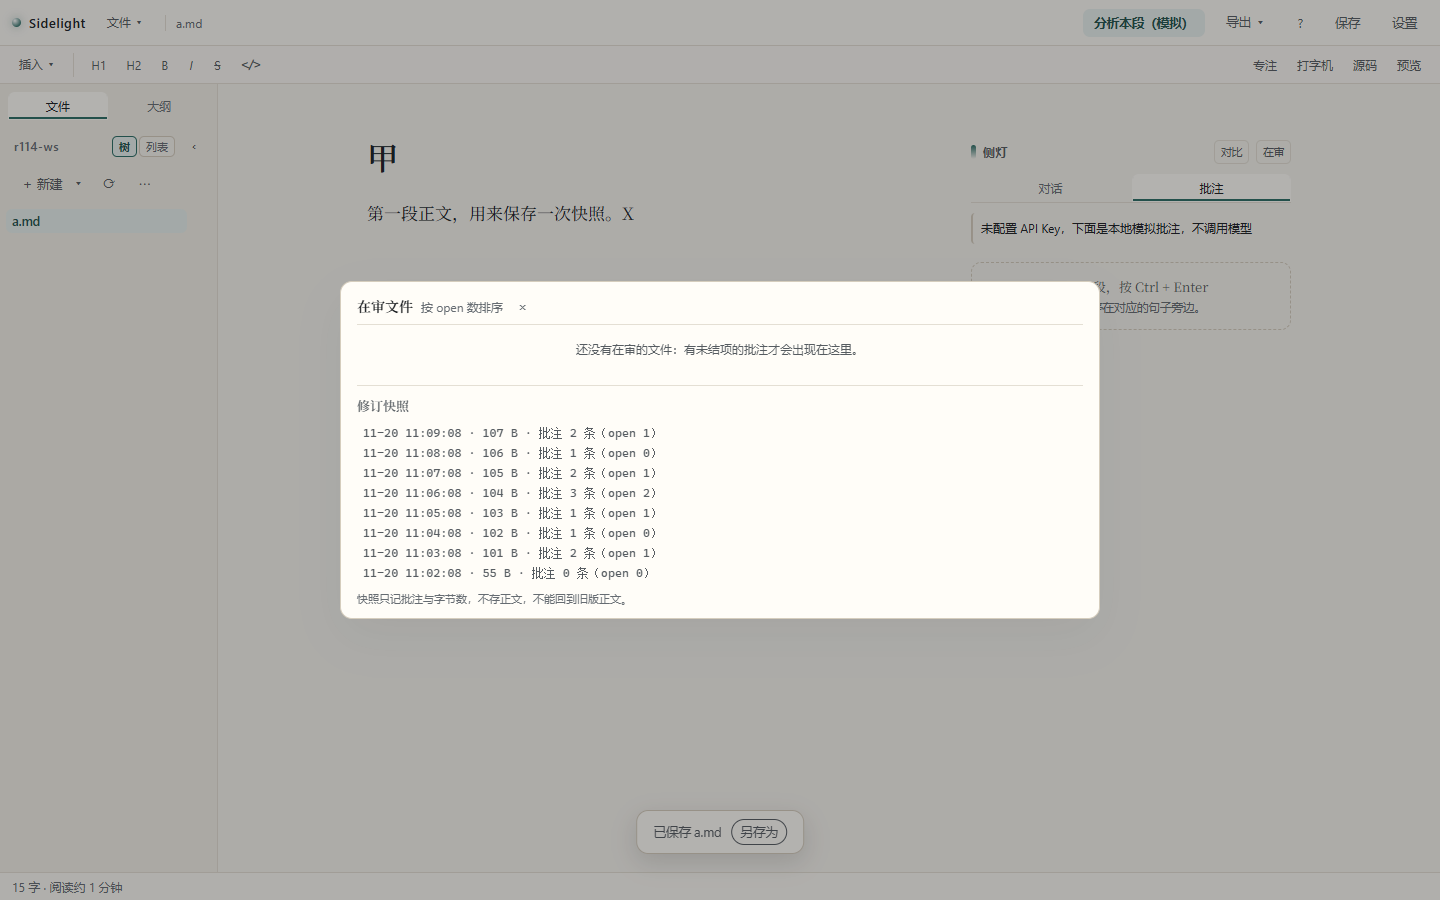 Sidelight 文件 ▾ a.md 分析本段（模拟） 导出 ▾ ? 保存 设置
插入 ▾ H1 H2 B I S </> 专注 打字机 源码 预览
文件 大纲
r114-ws 树 列表 ‹
+ 新建 ▾ ⟳ ···
a.md
甲
第一段正文，用来保存一次快照。X
侧灯 对比 在审
对话 批注
未配置 API Key，下面是本地模拟批注，不调用模型
段，按 Ctrl + Enter
在对应的句子旁边。
在审文件 按 open 数排序 ×
还没有在审的文件：有未结项的批注才会出现在这里。
修订快照
11-20 11:09:08 · 107 B · 批注 2 条（open 1）
11-20 11:08:08 · 106 B · 批注 1 条（open 0）
11-20 11:07:08 · 105 B · 批注 2 条（open 1）
11-20 11:06:08 · 104 B · 批注 3 条（open 2）
11-20 11:05:08 · 103 B · 批注 1 条（open 1）
11-20 11:04:08 · 102 B · 批注 1 条（open 0）
11-20 11:03:08 · 101 B · 批注 2 条（open 1）
11-20 11:02:08 · 55 B · 批注 0 条（open 0）
快照只记批注与字节数，不存正文，不能回到旧版正文。
已保存 a.md 另存为
15 字 · 阅读约 1 分钟